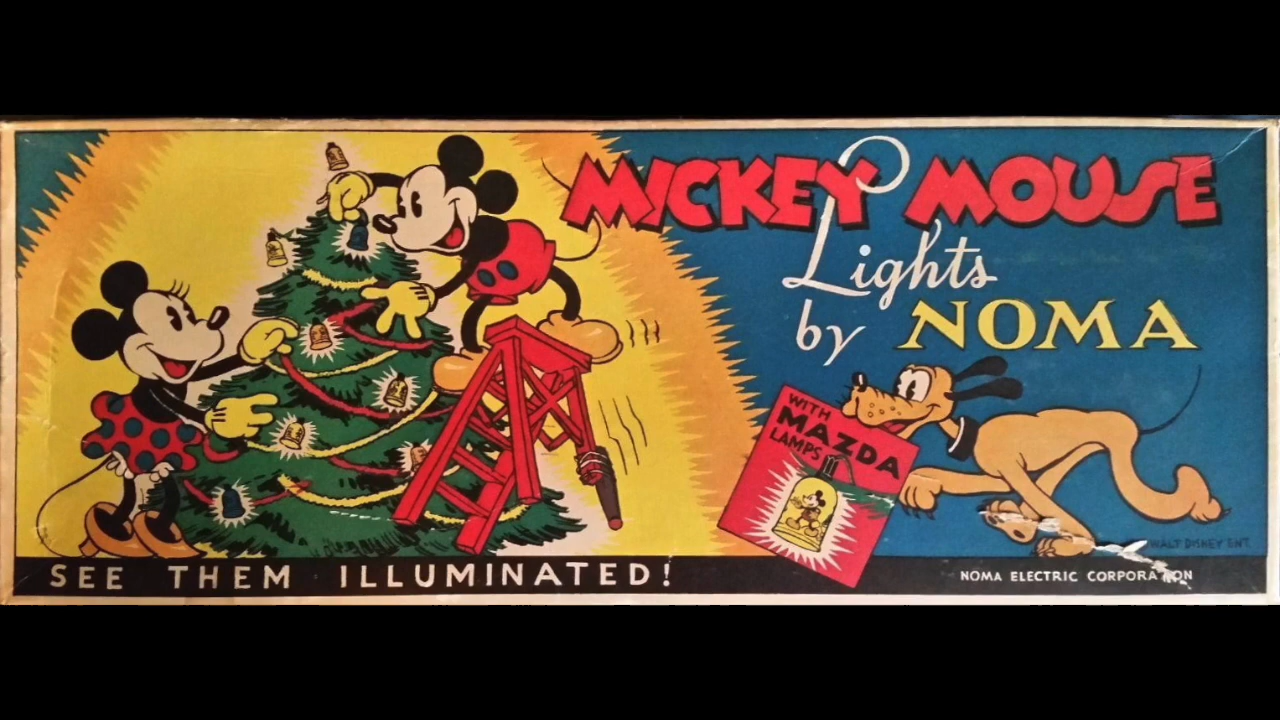 MICKEY MOUSE
Lights
by NOMA
WITH
MAZDA
LAMPS
WALT DISNEY ENT.
SEE THEM ILLUMINATED!
NOMA ELECTRIC CORPORATION